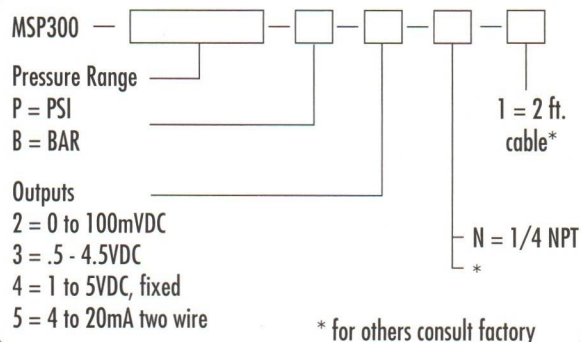 MSP300 — — — — —
Pressure Range
P = PSI
B = BAR
1 = 2 ft.
cable*
Outputs
2 = 0 to 100mVDC
3 = .5 - 4.5VDC
4 = 1 to 5VDC, fixed
5 = 4 to 20mA two wire
N = 1/4 NPT
*
* for others consult factory